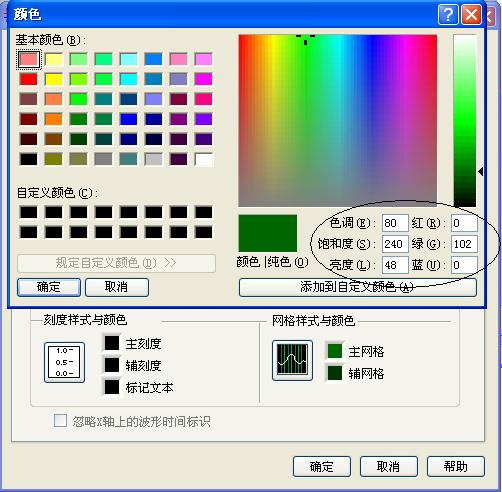 颜色
基本颜色(B):
自定义颜色(C):
规定自定义颜色(D) >>
确定
取消
颜色|纯色(O)
色调(E): 80
红(R): 0
饱和度(S): 240
绿(G): 102
亮度(L): 48
蓝(U): 0
添加到自定义颜色(A)
刻度样式与颜色
1.0
0.5
0.0
主刻度
辅刻度
标记文本
网格样式与颜色
主网格
辅网格
忽略X轴上的波形时间标识
确定
取消
帮助